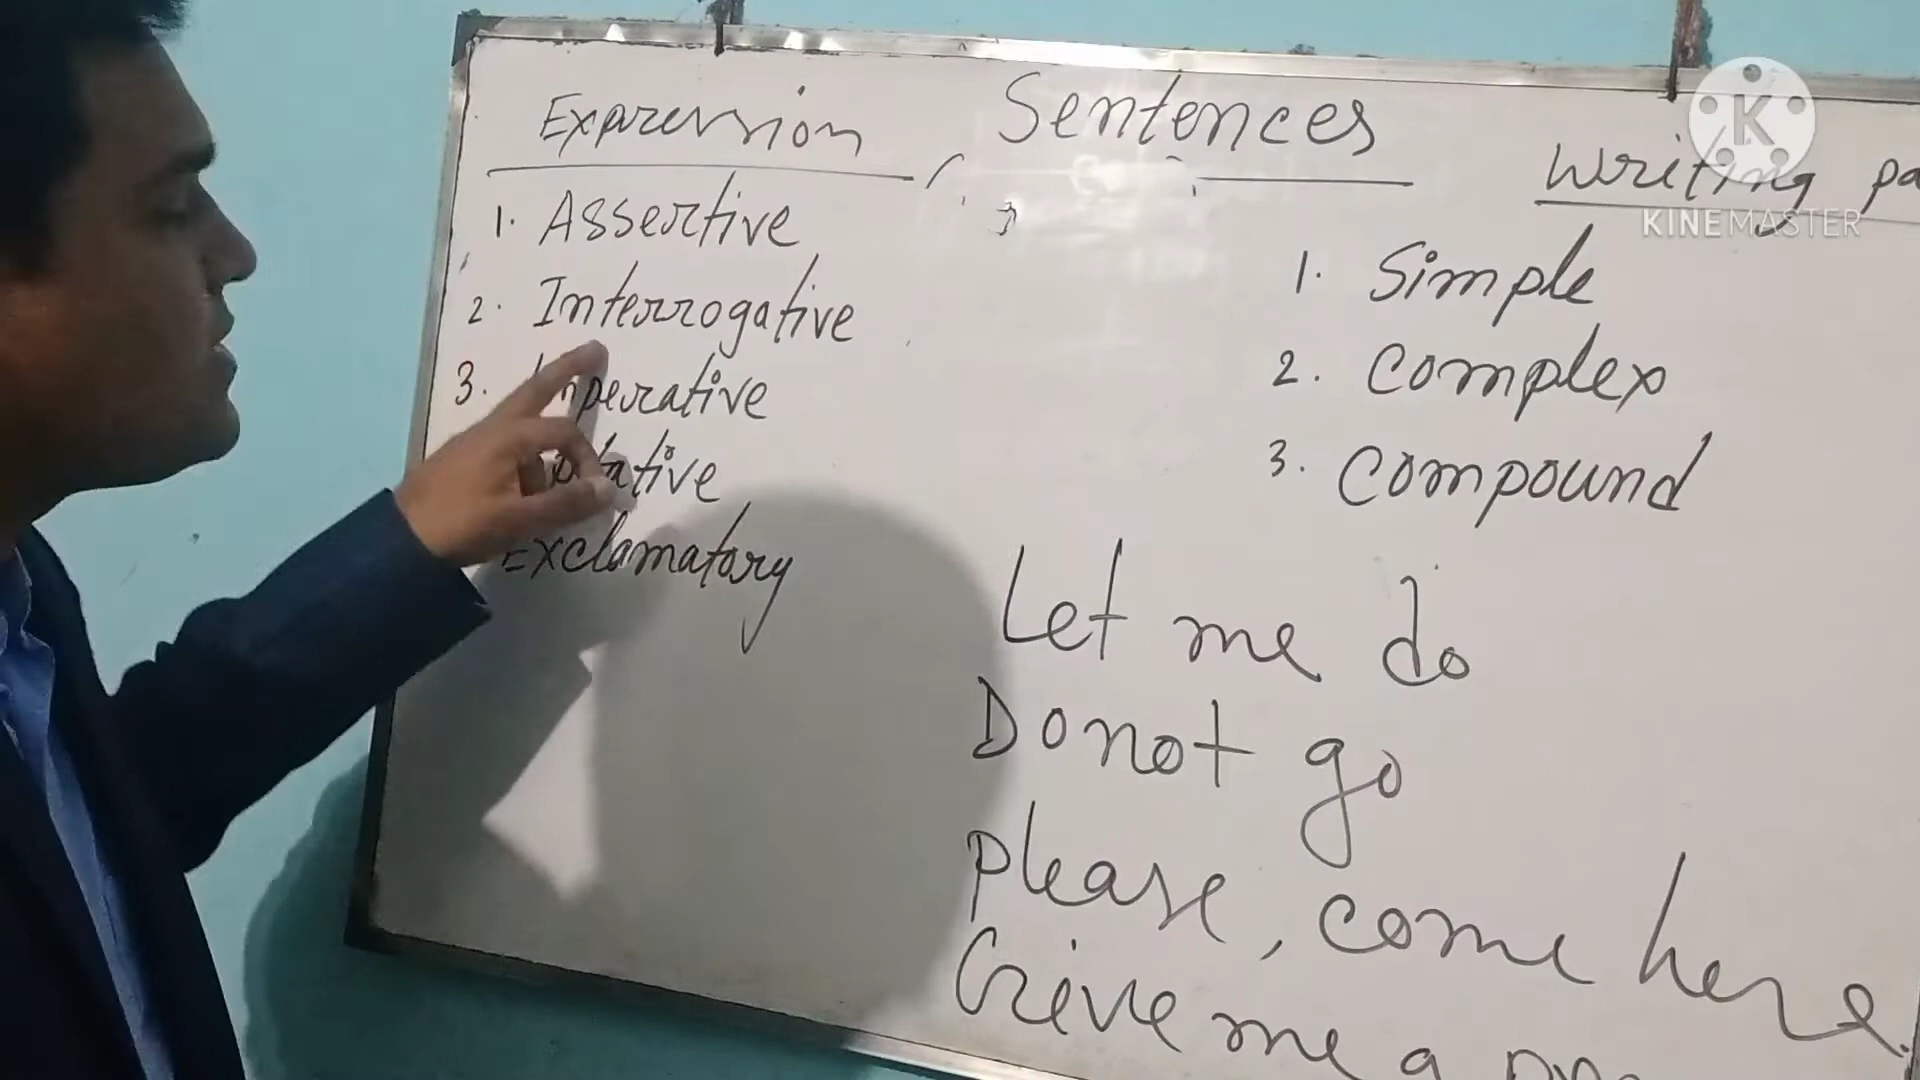 Expression
Sentences
Writing
1. Assertive
2. Interrogative
3. Imperative
Exclamatory
1. Simple
2. Complex
3. Compound
Let me do
Do not go
please, come here.
Give me a
K
KINEMASTER